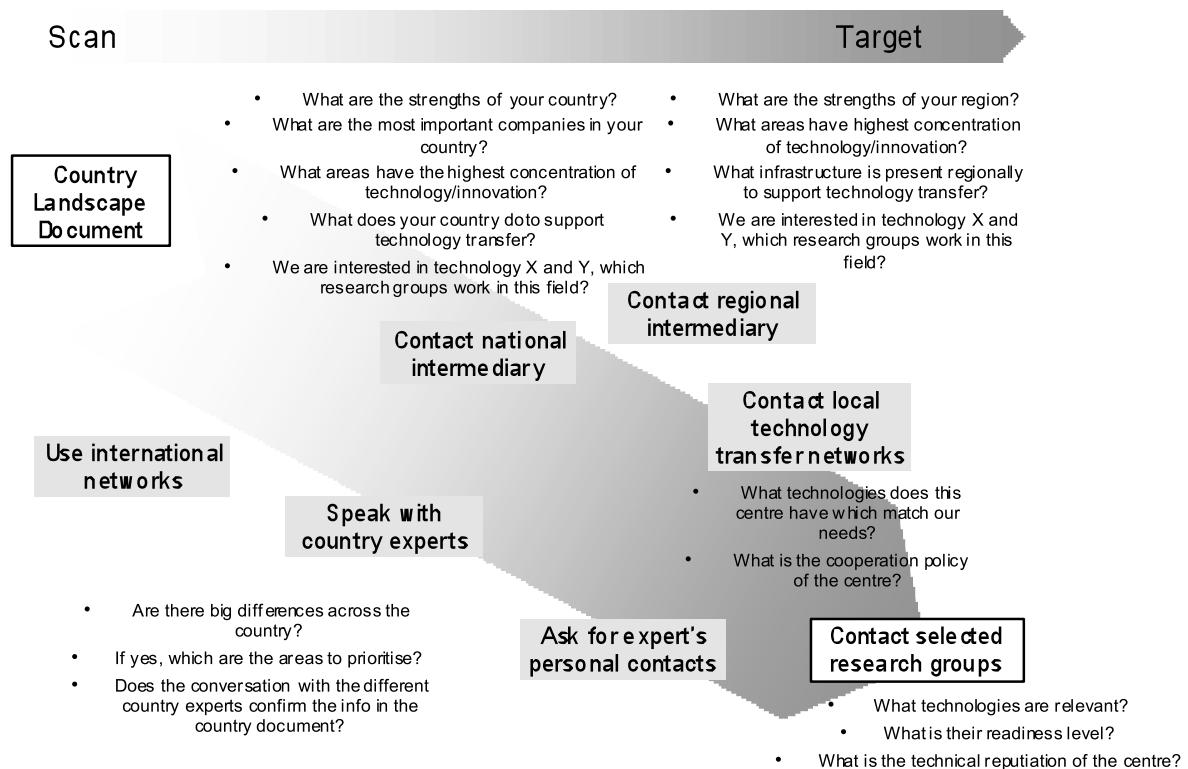 Scan
Target
• What are the strengths of your country?
• What are the most important companies in your
country?
• What areas have the highest concentration of
technology/innovation?
• What does your country doto support
technology transfer?
• We are interested in technology X and Y, which
research groups work in this field?
• What are the strengths of your region?
• What areas have highest concentration
of technology/innovation?
• What infrastructure is present regionally
to support technology transfer?
• We are interested in technology X and
Y, which research groups work in this
field?
Country
Landscape
Document
Contact regional
intermediary
Contact national
intermediary
Contact local
technology
transfer networks
Use international
networks
Speak with
country experts
• What technologies does this
centre have which match our
needs?
• What is the cooperation policy
of the centre?
• Are there big differences across the
country?
• If yes, which are the areas to prioritise?
• Does the conversation with the different
country experts confirm the info in the
country document?
Ask for expert's
personal contacts
Contact selected
research groups
• What technologies are relevant?
• What is their readiness level?
• What is the technical reputiation of the centre?